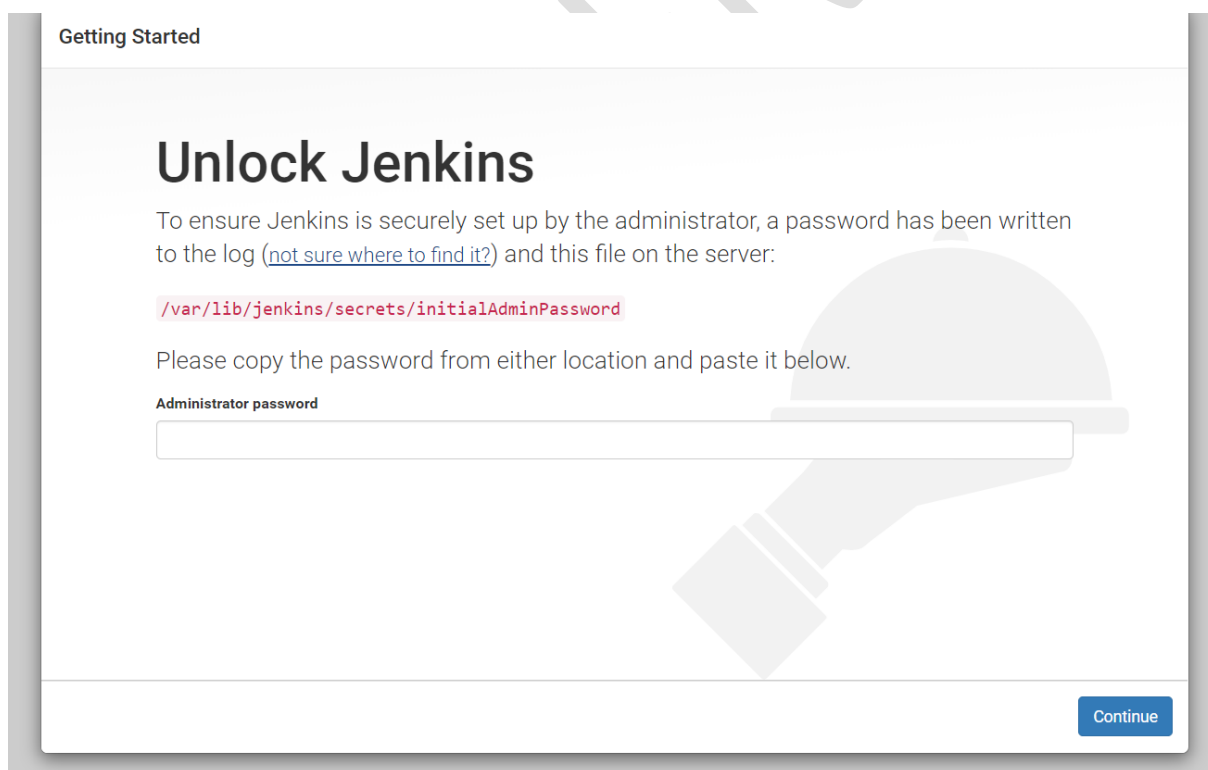 Getting Started
Unlock Jenkins
To ensure Jenkins is securely set up by the administrator, a password has been written
to the log (not sure where to find it?) and this file on the server:
/var/lib/jenkins/secrets/initialAdminPassword
Please copy the password from either location and paste it below.
Administrator password
Continue